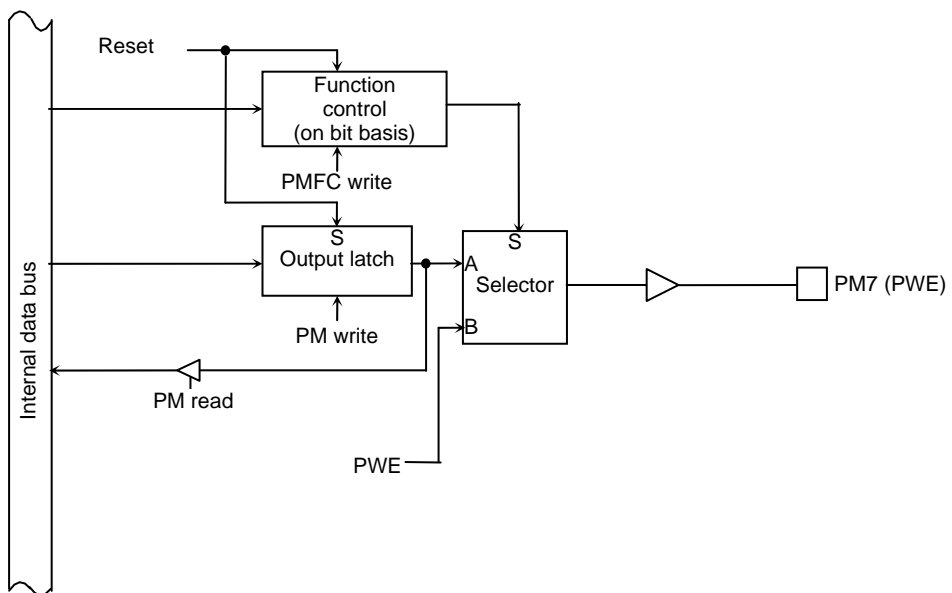 Reset
Function
control
(on bit basis)
PMFC write
S
Output latch
PM write
S
A
Selector
B
PM7 (PWE)
PM read
PWE
Internal data bus